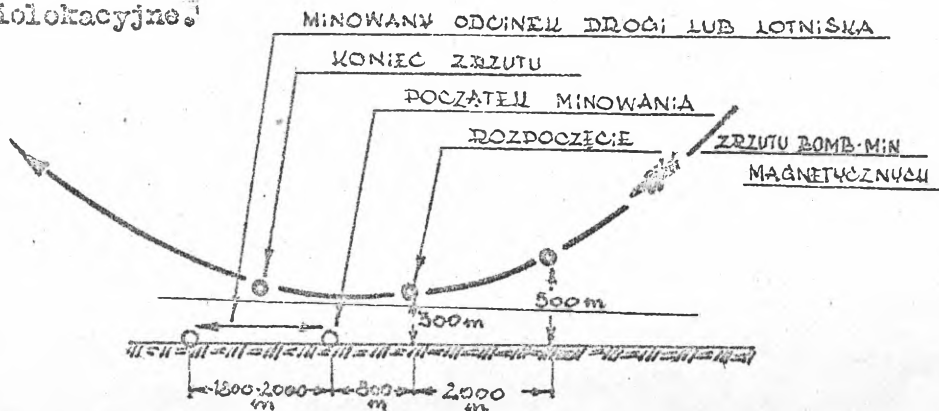 iolokacyjne.
MINOWANY ODCINEK DROGI LUB LOTNISKA
KONIEC ZRZUTU
POCZĄTEK MINOWANIA
ROZPOCZĘCIE ZRZUTU BOMB-MIN
MAGNETYCZNYCH
500m
300m
1800-2000 800 2000
m m m